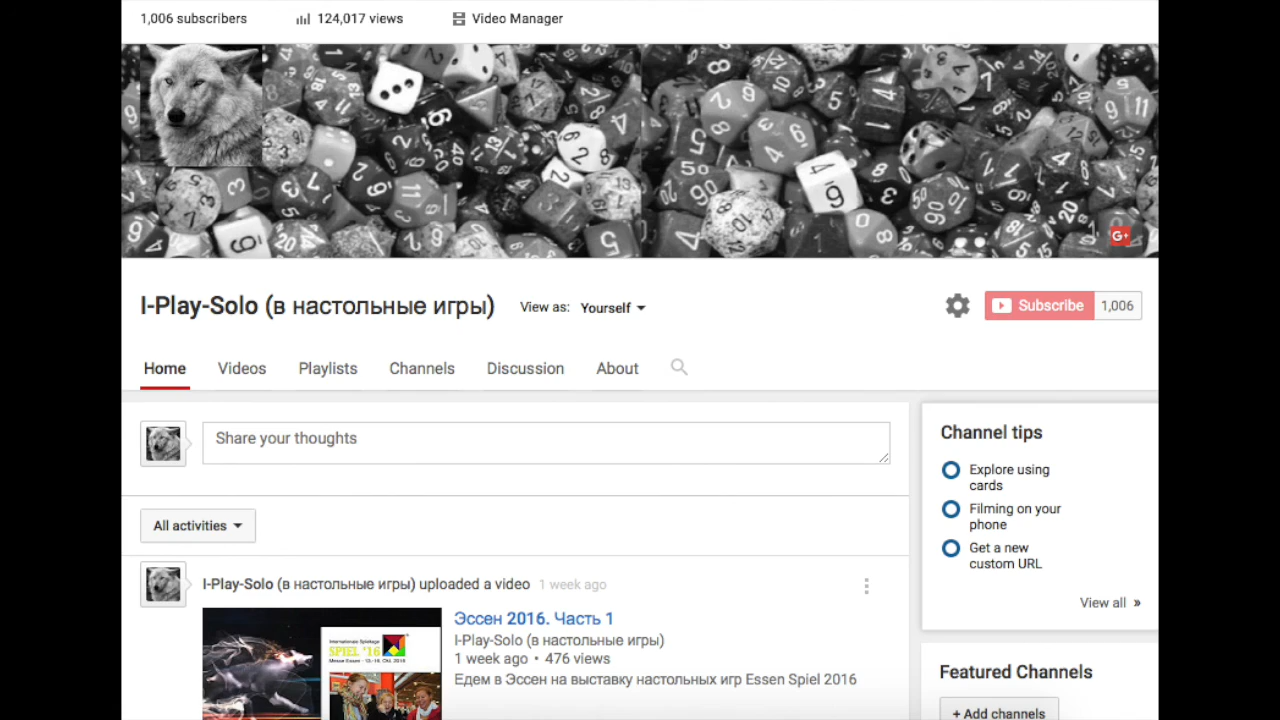 1,006 subscribers
124,017 views
Video Manager
G+
I-Play-Solo (в настольные игры)
View as: Yourself
Subscribe 1,006
Home
Videos
Playlists
Channels
Discussion
About
Share your thoughts
All activities
I-Play-Solo (в настольные игры) uploaded a video 1 week ago
Internationale Spieltage
SPIEL '16
Эссен 2016. Часть 1
I-Play-Solo (в настольные игры)
1 week ago • 476 views
Едем в Эссен на выставку настольных игр Essen Spiel 2016
Channel tips
Explore using
cards
Filming on your
phone
Get a new
custom URL
View all »
Featured Channels
+ Add channels